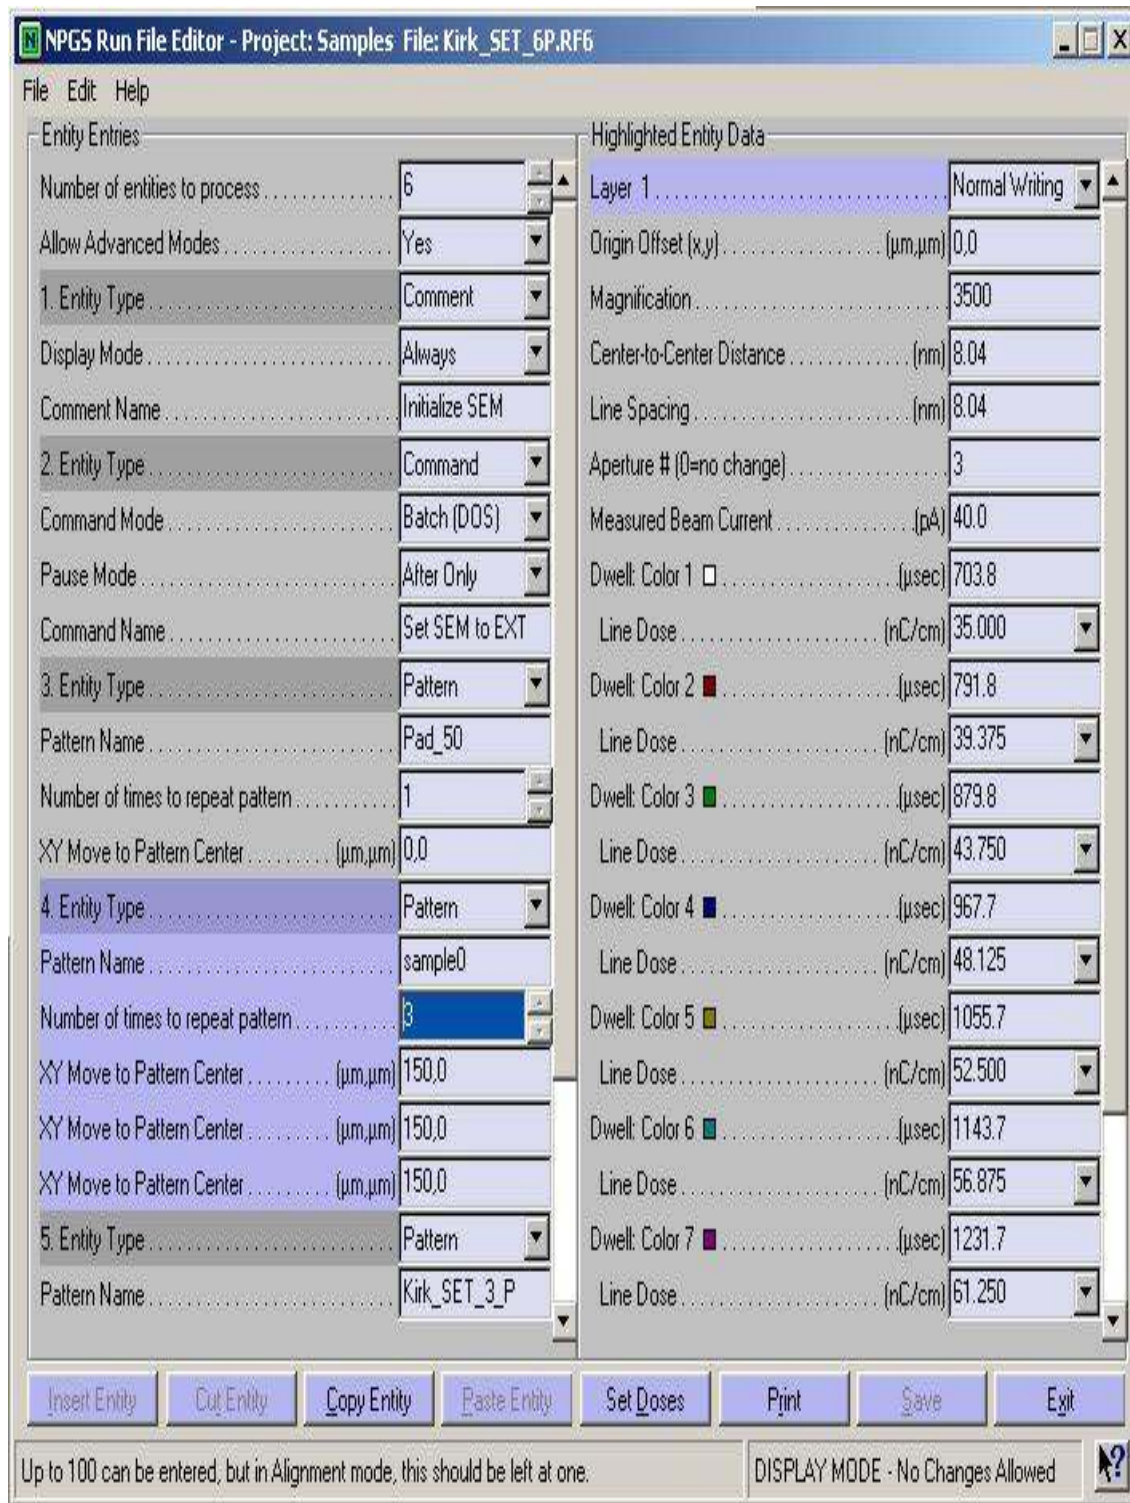 NPGS Run File Editor - Project: Samples File: Kirk_SET_6P.RF6
File Edit Help
Entity Entries
Number of entities to process 6
Allow Advanced Modes Yes
1. Entity Type Comment
Display Mode Always
Comment Name Initialize SEM
2. Entity Type Command
Command Mode Batch (DOS)
Pause Mode After Only
Command Name Set SEM to EXT
3. Entity Type Pattern
Pattern Name Pad_50
Number of times to repeat pattern 1
XY Move to Pattern Center (µm,µm) 0,0
4. Entity Type Pattern
Pattern Name sample0
Number of times to repeat pattern 3
XY Move to Pattern Center (µm,µm) 150,0
XY Move to Pattern Center (µm,µm) 150,0
XY Move to Pattern Center (µm,µm) 150,0
5. Entity Type Pattern
Pattern Name Kirk_SET_3_P
Highlighted Entity Data
Layer 1 Normal Writing
Origin Offset (x,y) (µm,µm) 0,0
Magnification 3500
Center-to-Center Distance (nm) 8.04
Line Spacing (nm) 8.04
Aperture # (0=no change) 3
Measured Beam Current (pA) 40.0
Dwell: Color 1 (µsec) 703.8
Line Dose (nC/cm) 35.000
Dwell: Color 2 (µsec) 791.8
Line Dose (nC/cm) 39.375
Dwell: Color 3 (µsec) 879.8
Line Dose (nC/cm) 43.750
Dwell: Color 4 (µsec) 967.7
Line Dose (nC/cm) 48.125
Dwell: Color 5 (µsec) 1055.7
Line Dose (nC/cm) 52.500
Dwell: Color 6 (µsec) 1143.7
Line Dose (nC/cm) 56.875
Dwell: Color 7 (µsec) 1231.7
Line Dose (nC/cm) 61.250
Insert Entity Cut Entity Copy Entity Paste Entity Set Doses Print Save Exit
Up to 100 can be entered, but in Alignment mode, this should be left at one. DISPLAY MODE - No Changes Allowed